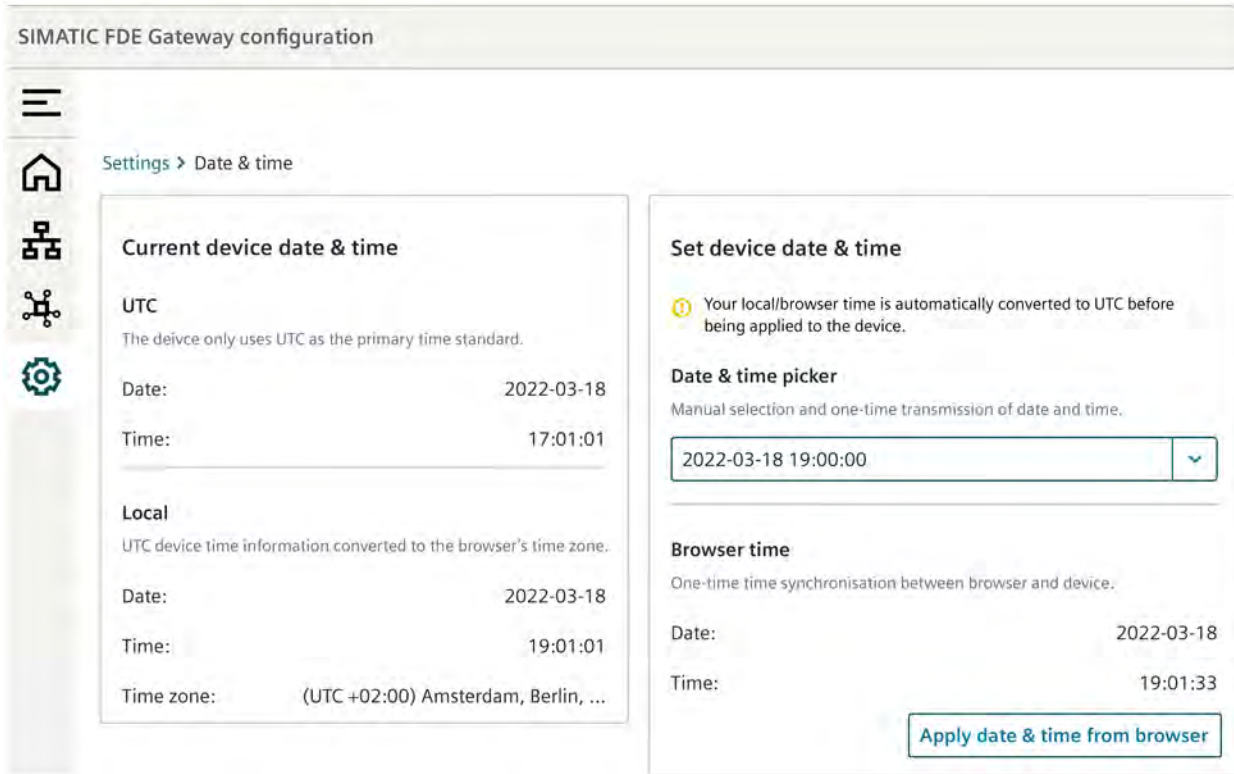 SIMATIC FDE Gateway configuration
Settings > Date & time
Current device date & time
UTC
The deivce only uses UTC as the primary time standard.
Date: 2022-03-18
Time: 17:01:01
Local
UTC device time information converted to the browser's time zone.
Date: 2022-03-18
Time: 19:01:01
Time zone: (UTC +02:00) Amsterdam, Berlin, ...
Set device date & time
Your local/browser time is automatically converted to UTC before
being applied to the device.
Date & time picker
Manual selection and one-time transmission of date and time.
2022-03-18 19:00:00
Browser time
One-time time synchronisation between browser and device.
Date: 2022-03-18
Time: 19:01:33
Apply date & time from browser